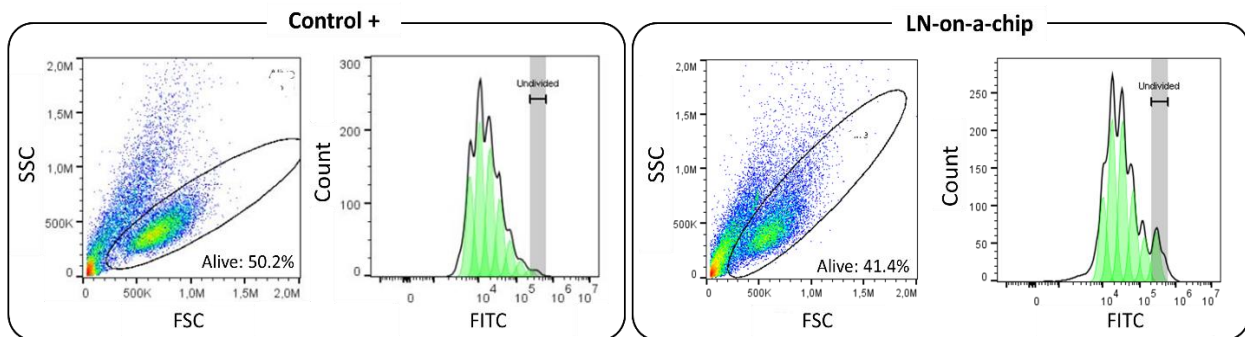 Control +
SSC
2,0M
1,5M
1,0M
500K
0
Alive: 50.2%
0 500K 1,0M 1,5M 2,0M
FSC
Count
300
200
100
0
Undivided
0 10^4 10^5 10^6 10^7
FITC
LN-on-a-chip
SSC
2,0M
1,5M
1,0M
500K
0
Alive: 41.4%
0 500K 1,0M 1,5M 2,0M
FSC
Count
250
200
150
100
50
0
Undivided
0 10^4 10^5 10^6 10^7
FITC